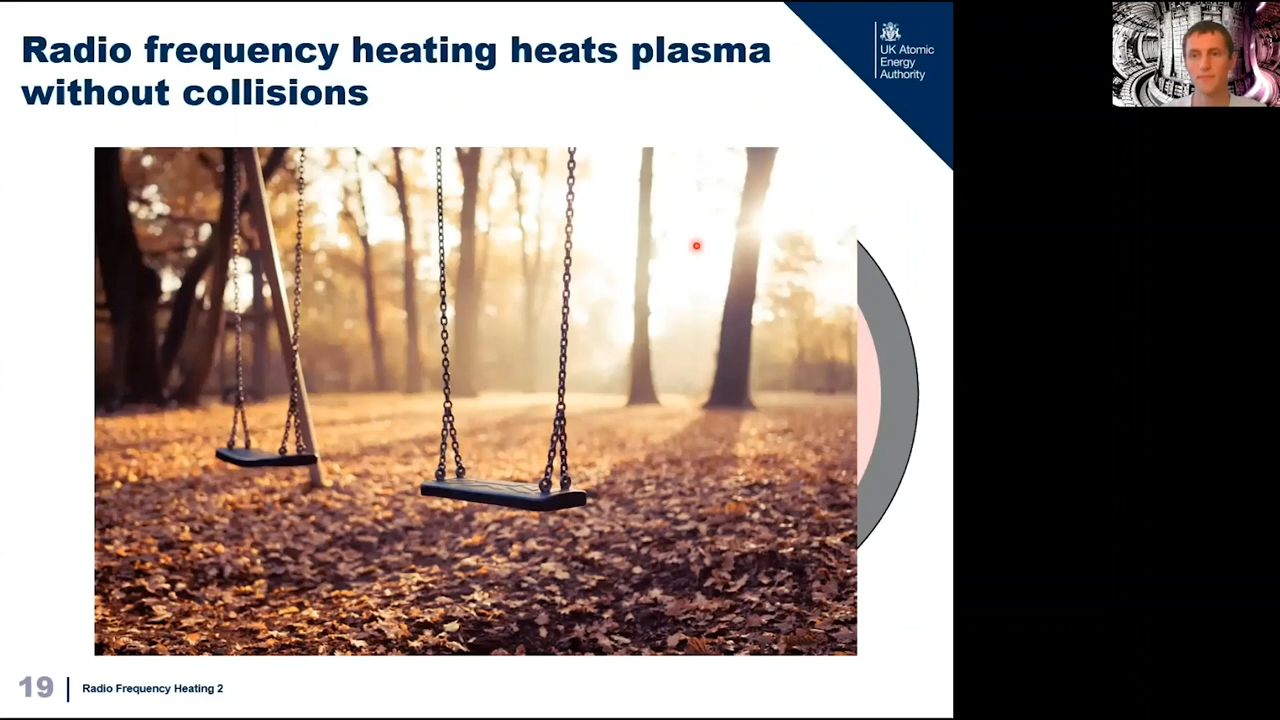 Radio frequency heating heats plasma
without collisions
UK Atomic
Energy
Authority
19
Radio Frequency Heating 2